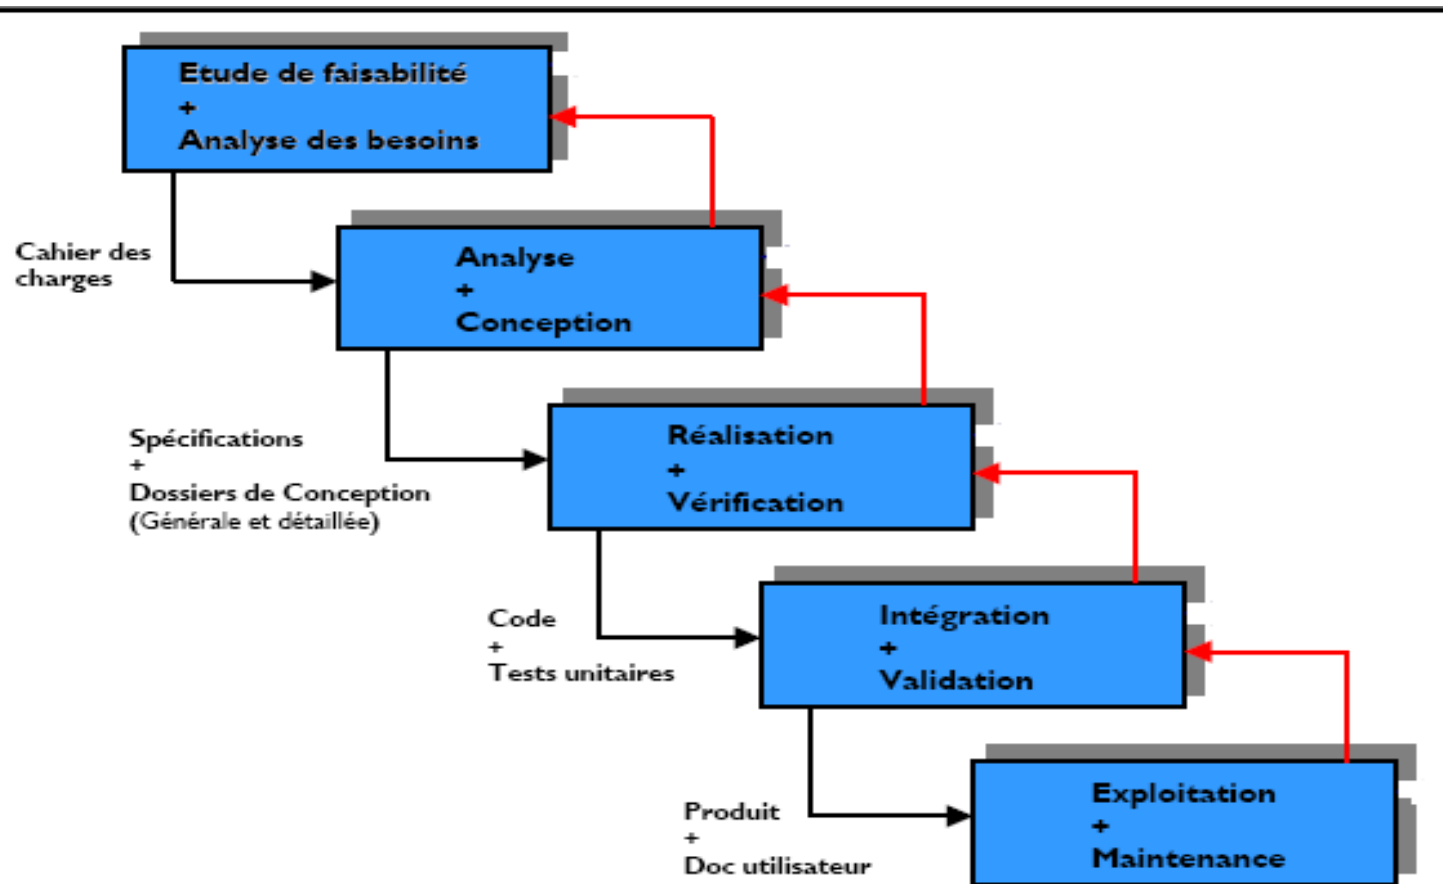 Etude de faisabilité
+
Analyse des besoins
Cahier des
charges
Analyse
+
Conception
Spécifications
+
Dossiers de Conception
(Générale et détaillée)
Réalisation
+
Vérification
Code
+
Tests unitaires
Intégration
+
Validation
Produit
+
Doc utilisateur
Exploitation
+
Maintenance